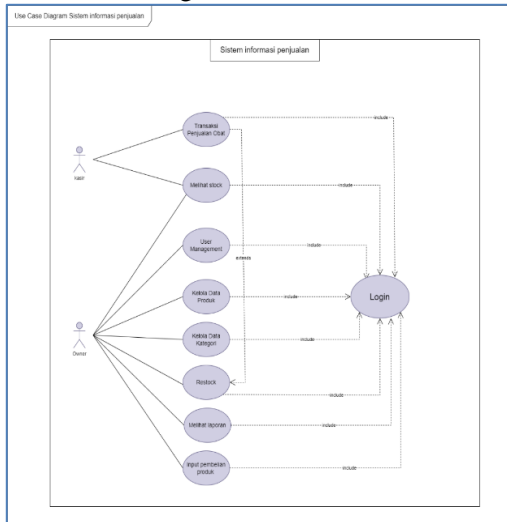 Use Case Diagram Sistem informasi penjualan
Sistem informasi penjualan
Transaksi
Penjualan Obat
include
Kasir
Melihat stock
include
User
Management
include
extends
Kelola Data
Produk
include
Login
Kelola Data
Kategori
include
Owner
Restock
include
Melihat laporan
include
Input pembelian
produk
include